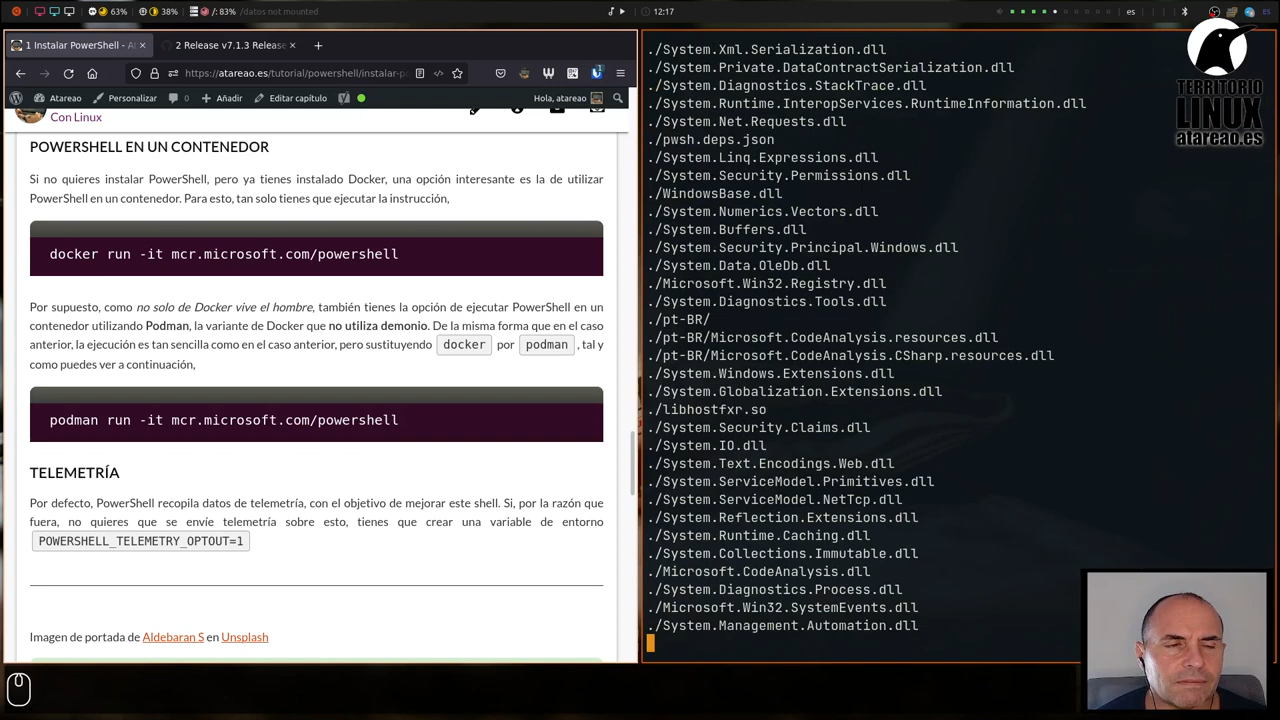 63% 38% /: 83% /datos not mounted
12:17
es ES
1 Instalar PowerShell - At
2 Release v7.1.3 Release
https://atareao.es/tutorial/powershell/instalar-p
Atareao Personalizar 0 Añadir Editar capítulo Hola, atareao
Con Linux
POWERSHELL EN UN CONTENEDOR
Si no quieres instalar PowerShell, pero ya tienes instalado Docker, una opción interesante es la de utilizar
PowerShell en un contenedor. Para esto, tan solo tienes que ejecutar la instrucción,
docker run -it mcr.microsoft.com/powershell
Por supuesto, como no solo de Docker vive el hombre, también tienes la opción de ejecutar PowerShell en un
contenedor utilizando Podman, la variante de Docker que no utiliza demonio. De la misma forma que en el caso
anterior, la ejecución es tan sencilla como en el caso anterior, pero sustituyendo docker por podman , tal y
como puedes ver a continuación,
podman run -it mcr.microsoft.com/powershell
TELEMETRÍA
Por defecto, PowerShell recopila datos de telemetría, con el objetivo de mejorar este shell. Si, por la razón que
fuera, no quieres que se envíe telemetría sobre esto, tienes que crear una variable de entorno
POWERSHELL_TELEMETRY_OPTOUT=1
Imagen de portada de Aldebaran S en Unsplash
./System.Xml.Serialization.dll
./System.Private.DataContractSerialization.dll
./System.Diagnostics.StackTrace.dll
./System.Runtime.InteropServices.RuntimeInformation.dll
./System.Net.Requests.dll
./pwsh.deps.json
./System.Linq.Expressions.dll
./System.Security.Permissions.dll
./WindowsBase.dll
./System.Numerics.Vectors.dll
./System.Buffers.dll
./System.Security.Principal.Windows.dll
./System.Data.OleDb.dll
./Microsoft.Win32.Registry.dll
./System.Diagnostics.Tools.dll
./pt-BR/
./pt-BR/Microsoft.CodeAnalysis.resources.dll
./pt-BR/Microsoft.CodeAnalysis.CSharp.resources.dll
./System.Windows.Extensions.dll
./System.Globalization.Extensions.dll
./libhostfxr.so
./System.Security.Claims.dll
./System.IO.dll
./System.Text.Encodings.Web.dll
./System.ServiceModel.Primitives.dll
./System.ServiceModel.NetTcp.dll
./System.Reflection.Extensions.dll
./System.Runtime.Caching.dll
./System.Collections.Immutable.dll
./Microsoft.CodeAnalysis.dll
./System.Diagnostics.Process.dll
./Microsoft.Win32.SystemEvents.dll
./System.Management.Automation.dll
TERRITORIO
LINUX
atareao.es